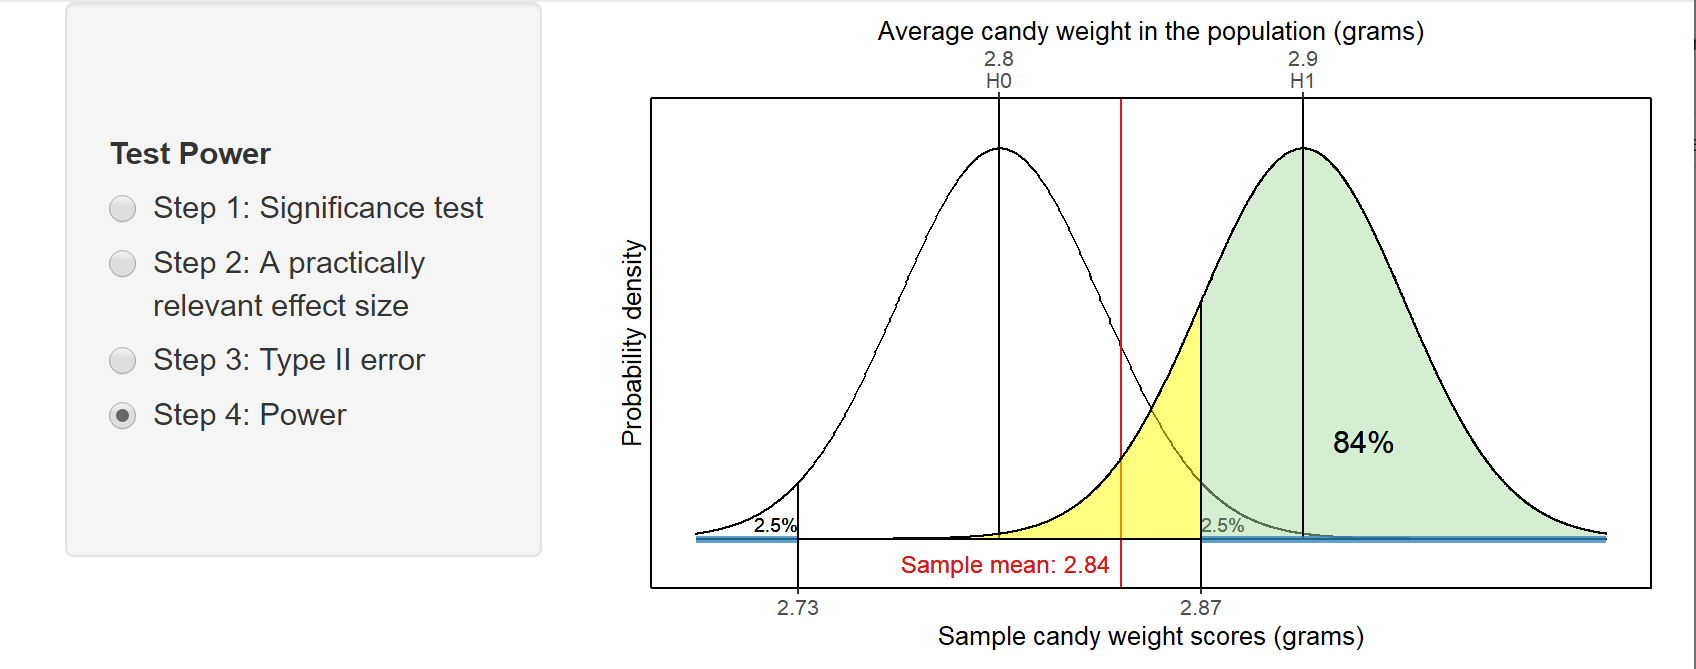 Test Power
Step 1: Significance test
Step 2: A practically
relevant effect size
Step 3: Type II error
Step 4: Power
Average candy weight in the population (grams)
2.8
2.9
H0
H1
Probability density
84%
2.5%
2.5%
Sample mean: 2.84
2.73
2.87
Sample candy weight scores (grams)